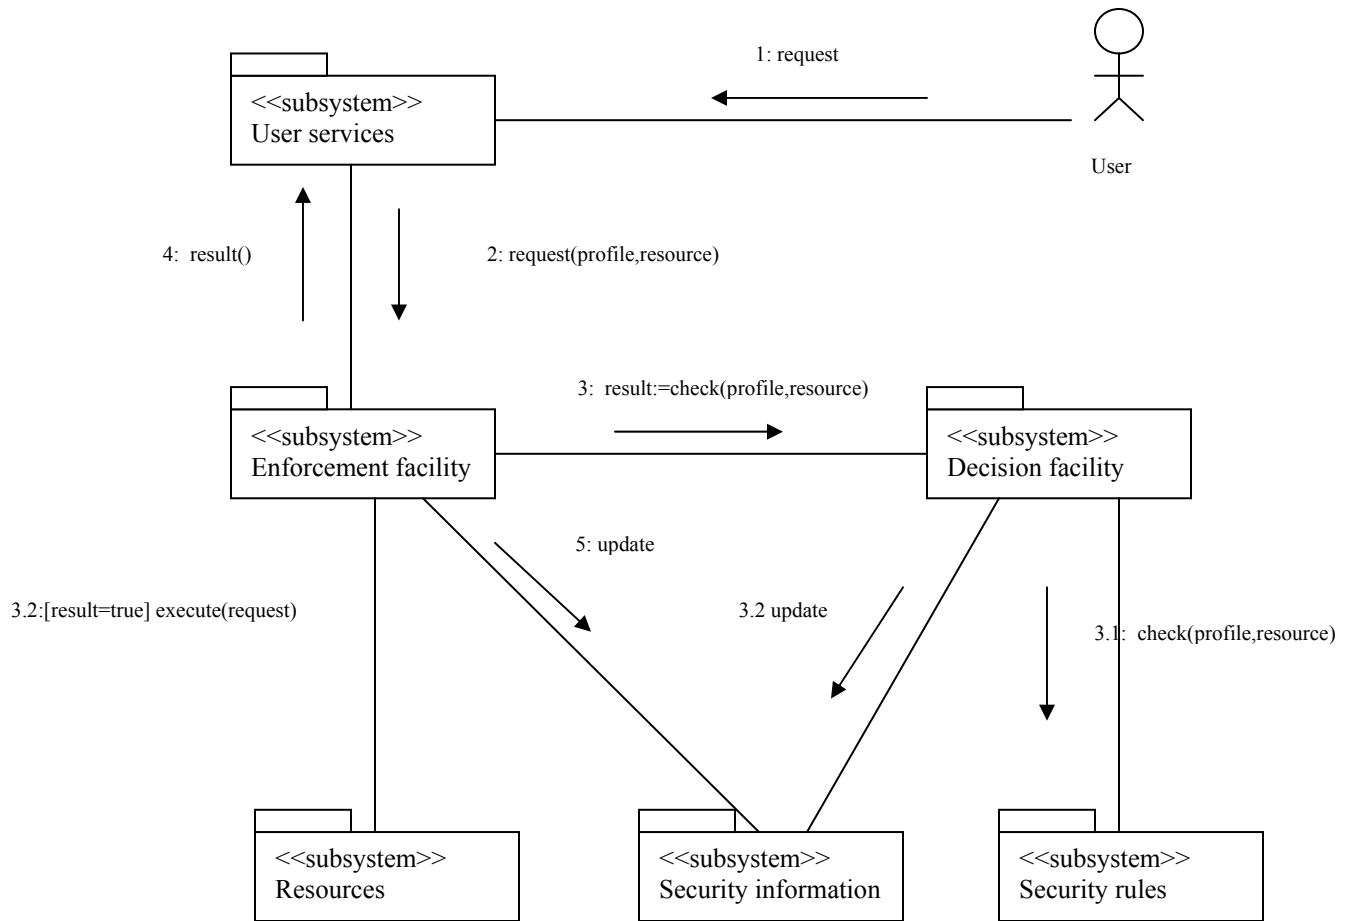 1: request
<<subsystem>>
User services
User
4: result()
2: request(profile,resource)
3: result:=check(profile,resource)
<<subsystem>>
Enforcement facility
<<subsystem>>
Decision facility
5: update
3.2:[result=true] execute(request)
3.2 update
3.1: check(profile,resource)
<<subsystem>>
Resources
<<subsystem>>
Security information
<<subsystem>>
Security rules